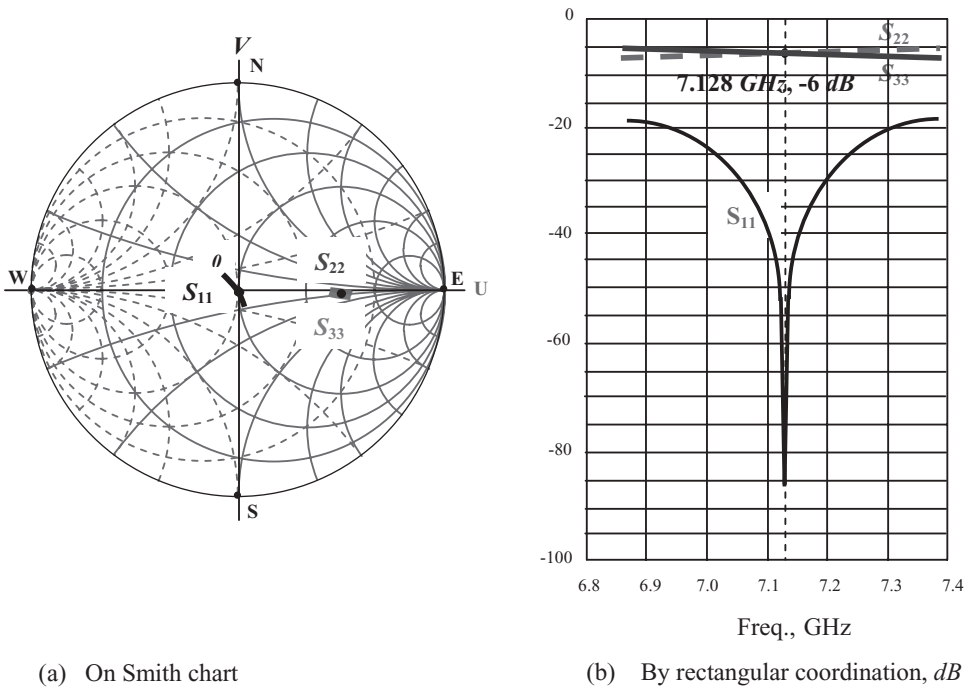 V
N
W
E
U
S
0
S22
S11
S33
(a) On Smith chart
0
-20
-40
-60
-80
-100
S22
S33
7.128 GHz, -6 dB
S11
6.8 6.9 7.0 7.1 7.2 7.3 7.4
Freq., GHz
(b) By rectangular coordination, dB